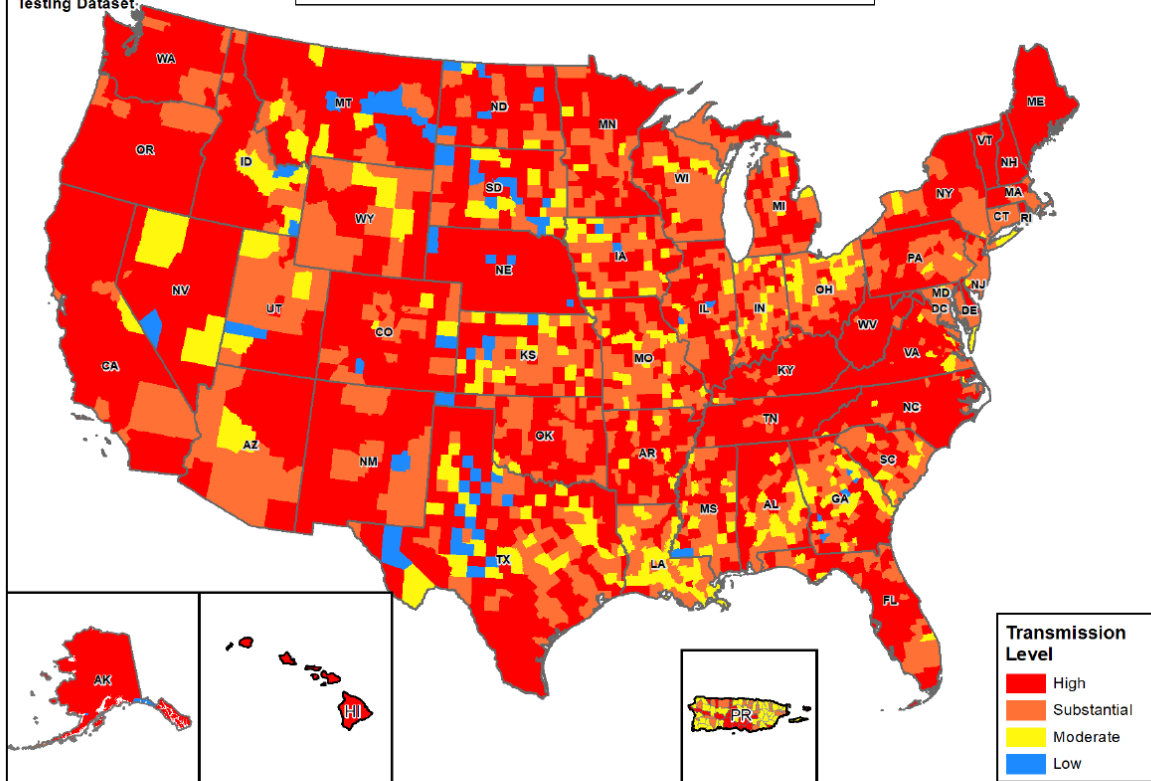 Testing Dataset
WA
MT
ND
MN
ME
OR
ID
SD
WI
VT
NH
WY
MI
NY
MA
CT
RI
NE
IA
PA
NV
UT
CO
IL
IN
OH
NJ
MD
DC
DE
CA
KS
MO
WV
VA
KY
AZ
NM
OK
AR
TN
NC
SC
MS
AL
GA
TX
LA
FL
AK
HI
PR
Transmission
Level
High
Substantial
Moderate
Low